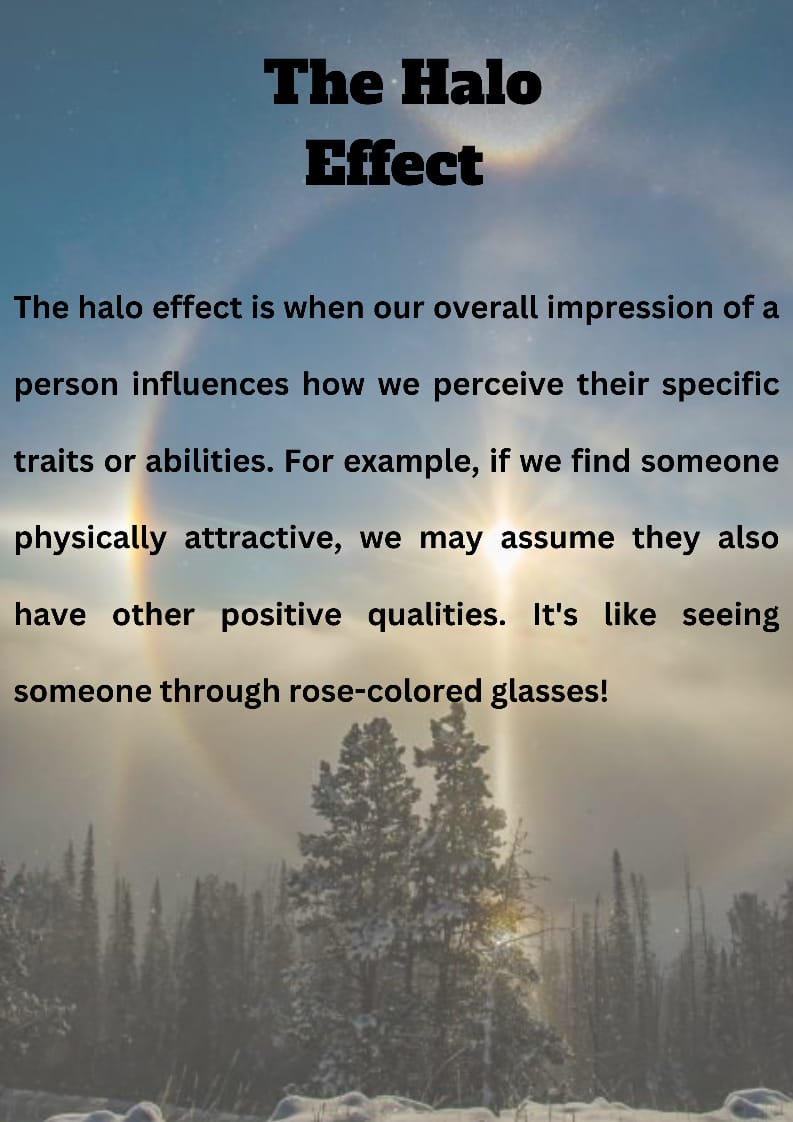 The Halo
Effect
The halo effect is when our overall impression of a
person influences how we perceive their specific
traits or abilities. For example, if we find someone
physically attractive, we may assume they also
have other positive qualities. It's like seeing
someone through rose-colored glasses!